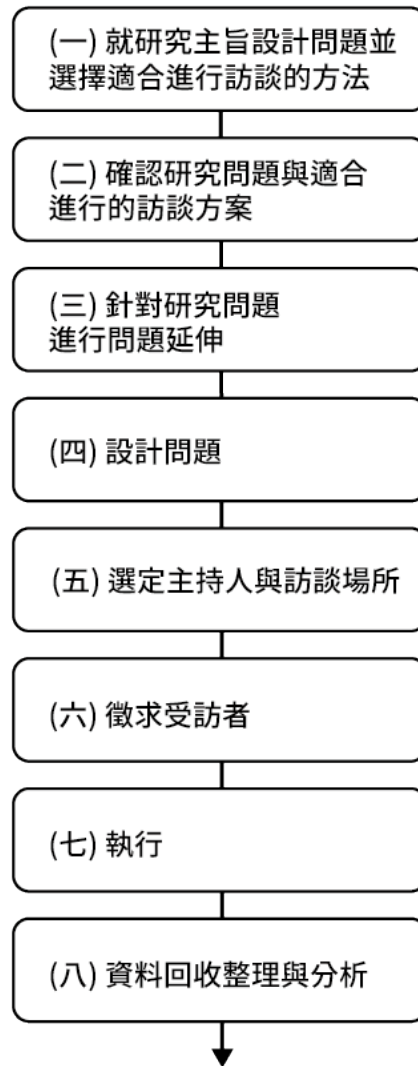 (一) 就研究主旨設計問題並
選擇適合進行訪談的方法
(二) 確認研究問題與適合
進行的訪談方案
(三) 針對研究問題
進行問題延伸
(四) 設計問題
(五) 選定主持人與訪談場所
(六) 徵求受訪者
(七) 執行
(八) 資料回收整理與分析